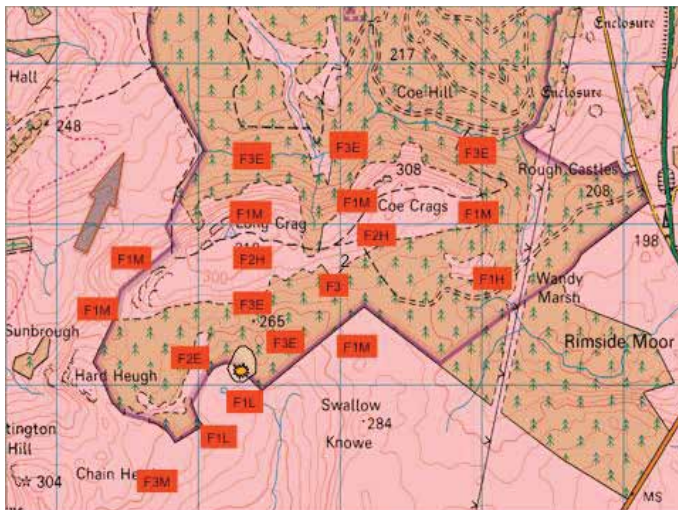 Enclosure
Hall
217
Coe Hill
Enclosure
248
F3E
F3E
F3E
308
Rough Castles
208
F1M
F1M
Coe Crags
F1M
Long Crag
F2H
198
F1M
F2H
300
2
F3
F1H
Wandy
Marsh
F1M
F3E
265
Sunbrough
F3E
F1M
Rimside Moor
F2E
Hard Heugh
F1L
Swallow
284
Knowe
F1L
Hill
304
F3M
MS